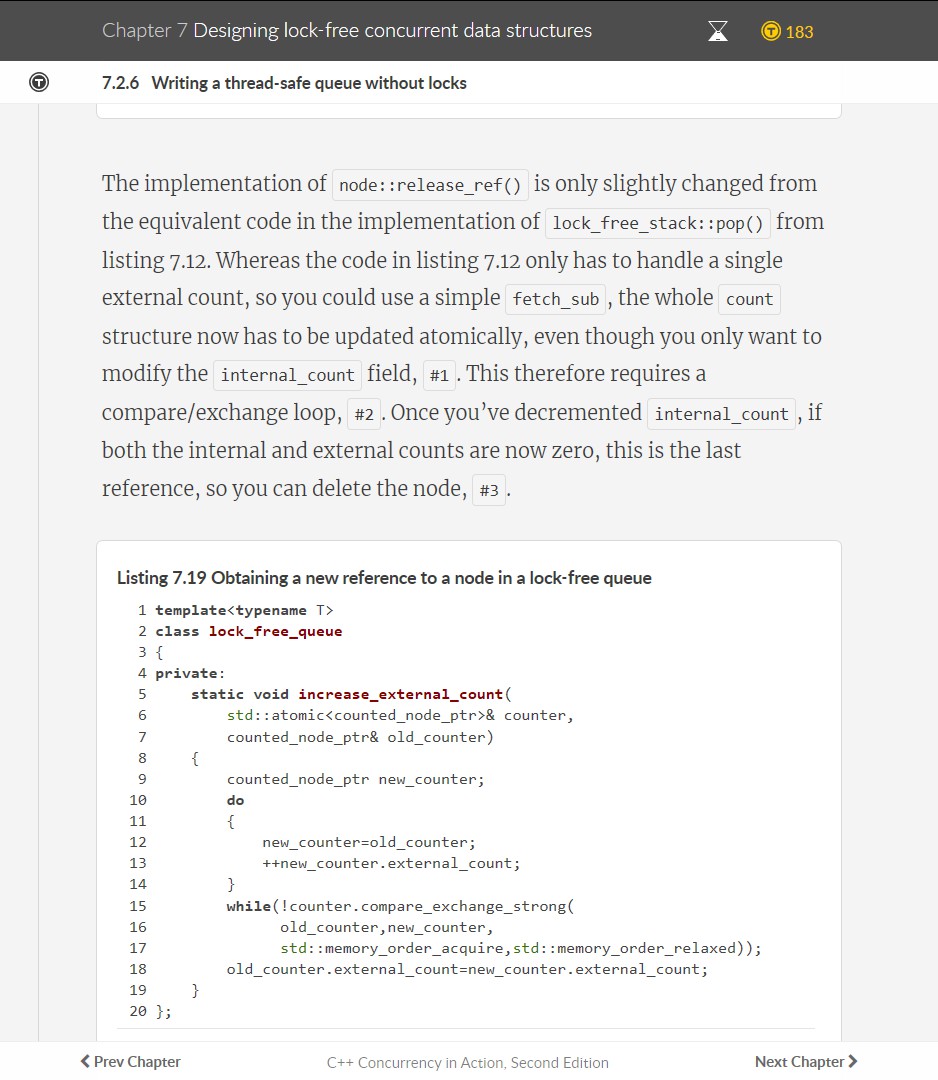 Chapter 7 Designing lock-free concurrent data structures
T 183
T
7.2.6 Writing a thread-safe queue without locks
The implementation of node::release_ref() is only slightly changed from
the equivalent code in the implementation of lock_free_stack::pop() from
listing 7.12. Whereas the code in listing 7.12 only has to handle a single
external count, so you could use a simple fetch_sub , the whole count
structure now has to be updated atomically, even though you only want to
modify the internal_count field, #1 . This therefore requires a
compare/exchange loop, #2 . Once you’ve decremented internal_count , if
both the internal and external counts are now zero, this is the last
reference, so you can delete the node, #3 .
Listing 7.19 Obtaining a new reference to a node in a lock-free queue
1 template<typename T>
2 class lock_free_queue
3 {
4 private:
5     static void increase_external_count(
6         std::atomic<counted_node_ptr>& counter,
7         counted_node_ptr& old_counter)
8     {
9         counted_node_ptr new_counter;
10         do
11         {
12             new_counter=old_counter;
13             ++new_counter.external_count;
14         }
15         while(!counter.compare_exchange_strong(
16               old_counter,new_counter,
17               std::memory_order_acquire,std::memory_order_relaxed));
18         old_counter.external_count=new_counter.external_count;
19     }
20 };
Prev Chapter
C++ Concurrency in Action, Second Edition
Next Chapter